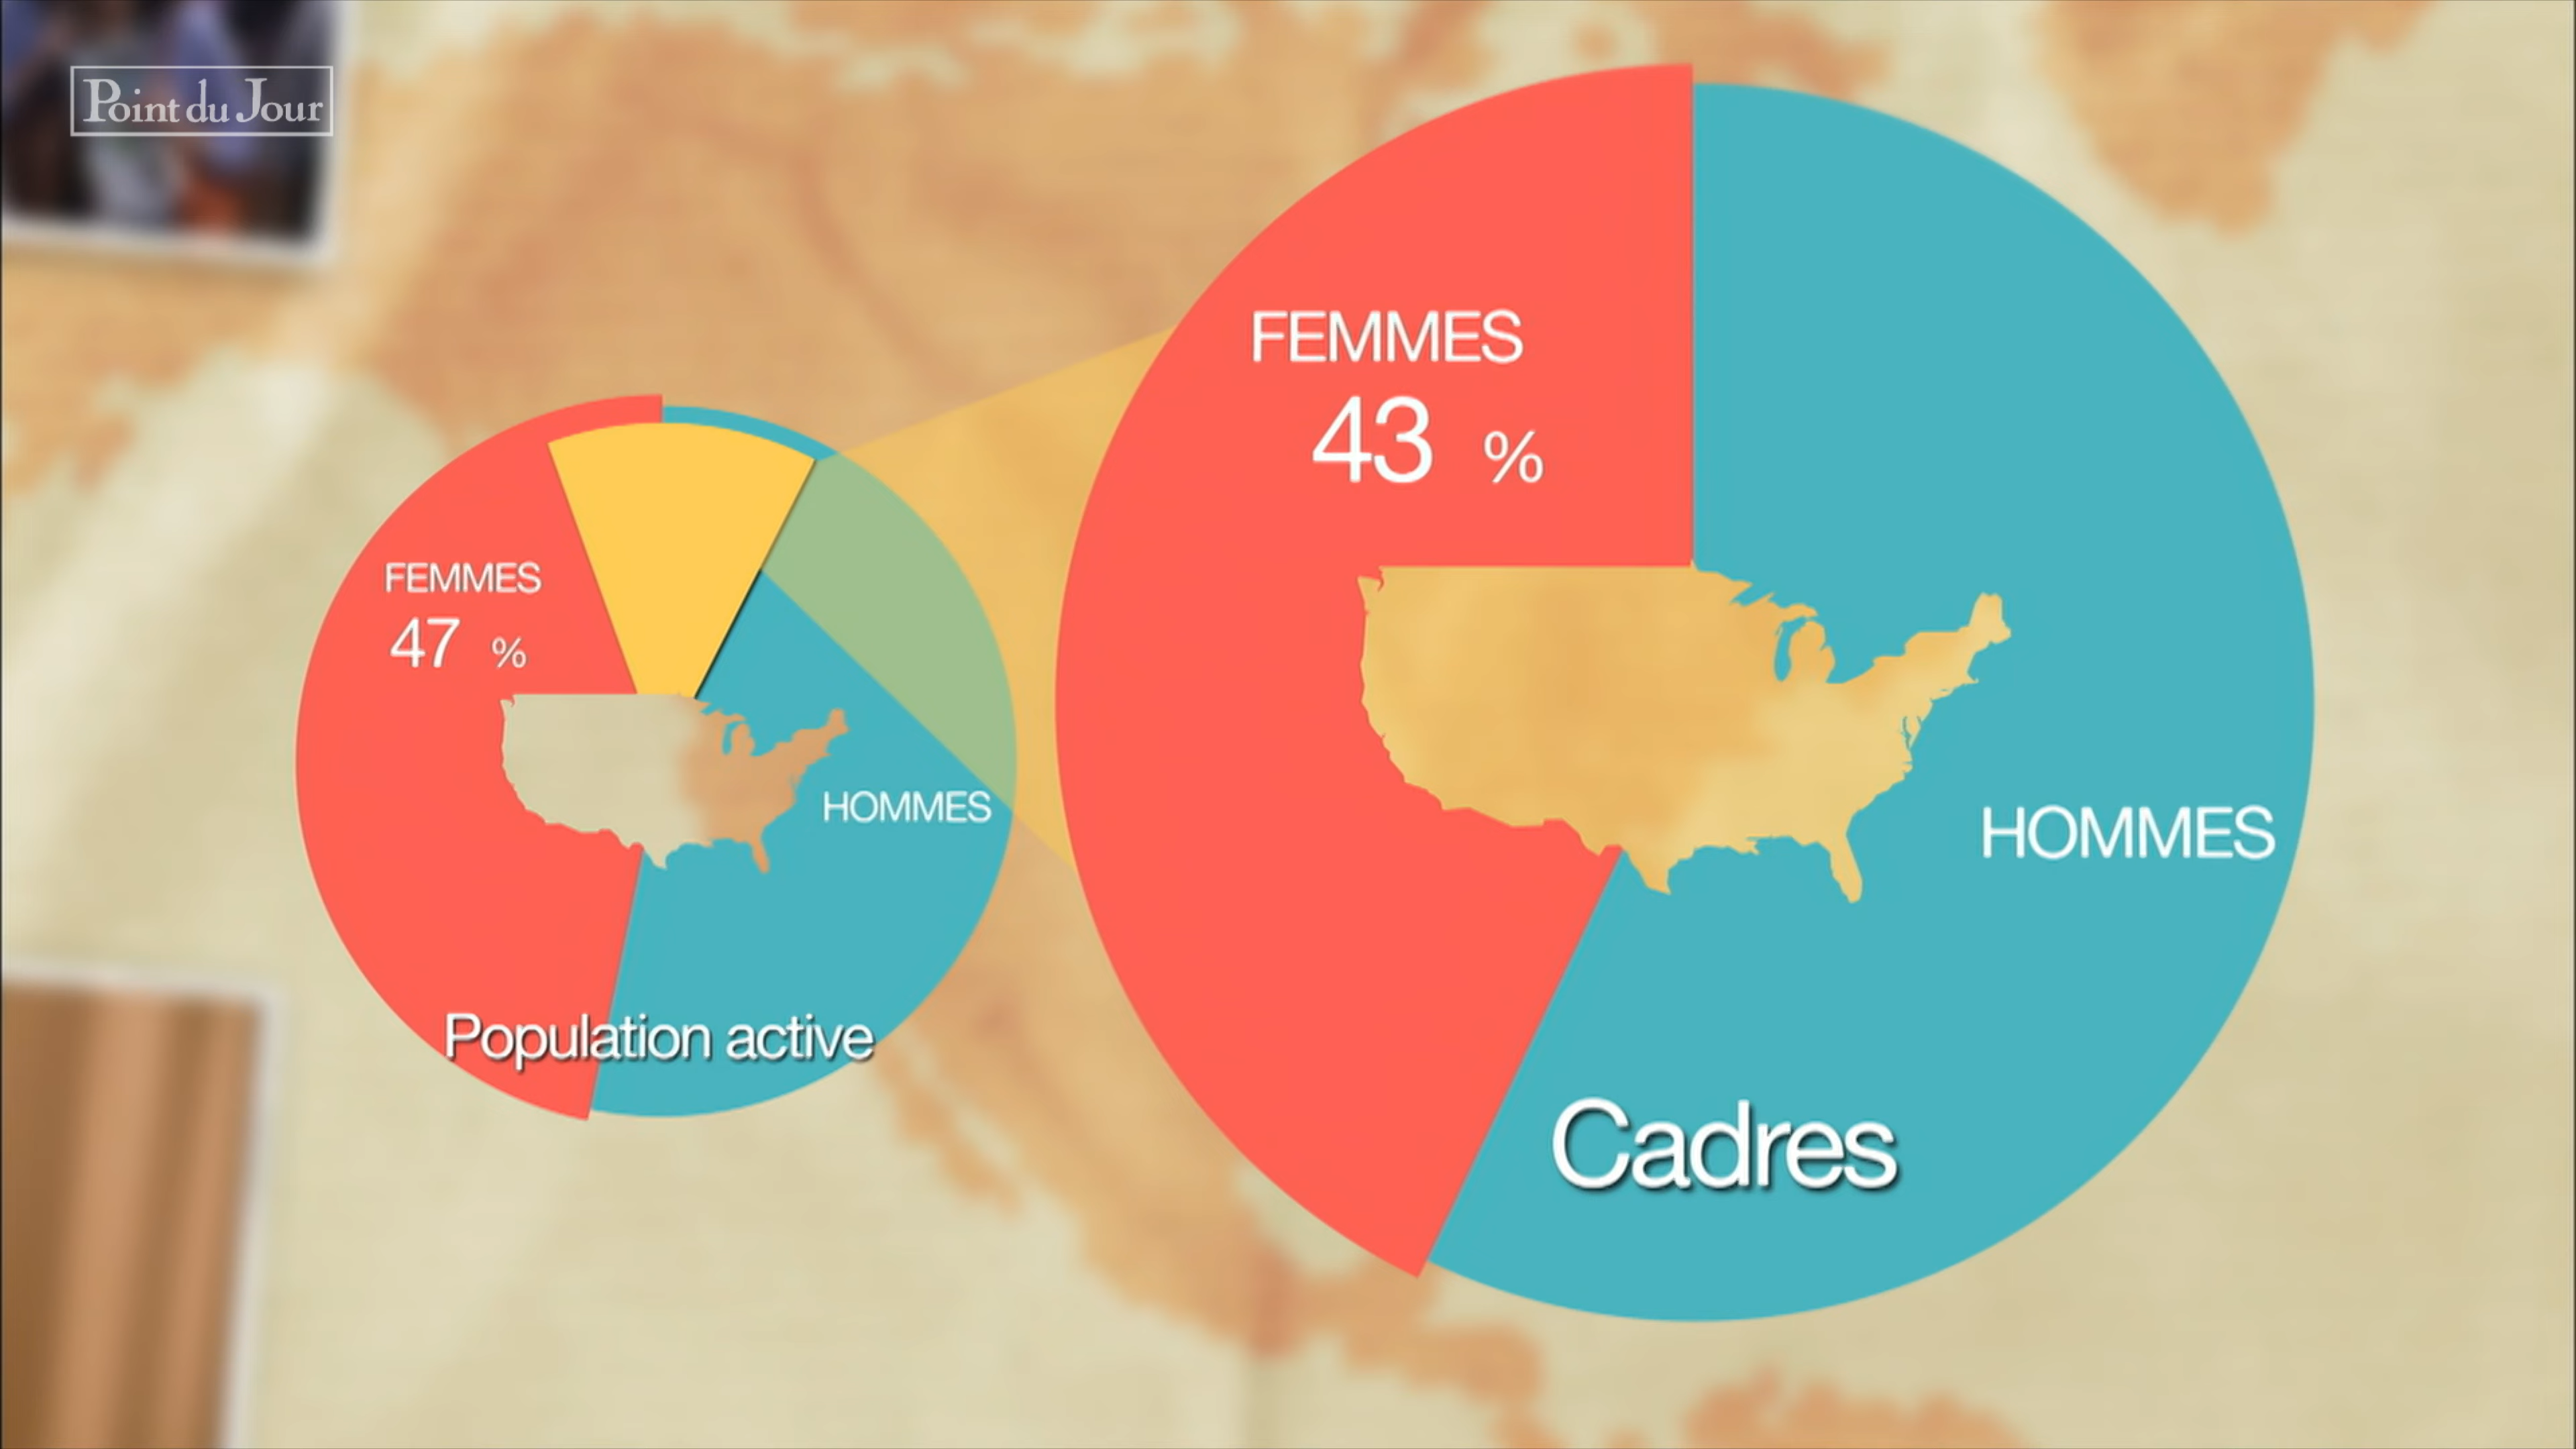 Point du Jour
FEMMES
47 %
HOMMES
Population active
FEMMES
43 %
HOMMES
Cadres